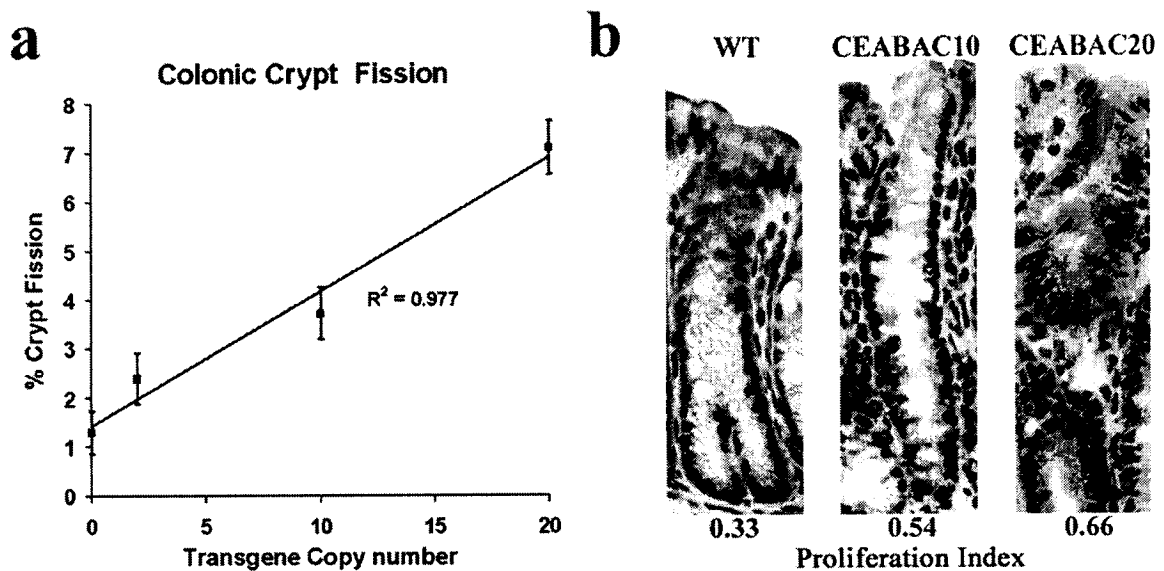 a
Colonic Crypt Fission
8
7
6
5
4
3
2
1
0
% Crypt Fission
R² = 0.977
0 5 10 15 20
Transgene Copy number
b
WT CEABAC10 CEABAC20
0.33 0.54 0.66
Proliferation Index